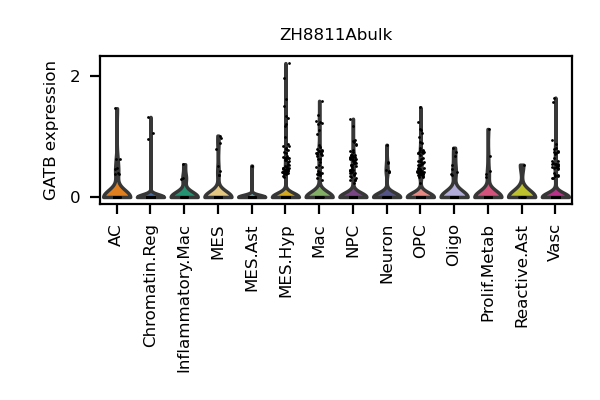 ZH8811Abulk
GATB expression
2
0
AC
Chromatin.Reg
Inflammatory.Mac
MES
MES.Ast
MES.Hyp
Mac
NPC
Neuron
OPC
Oligo
Prolif.Metab
Reactive.Ast
Vasc